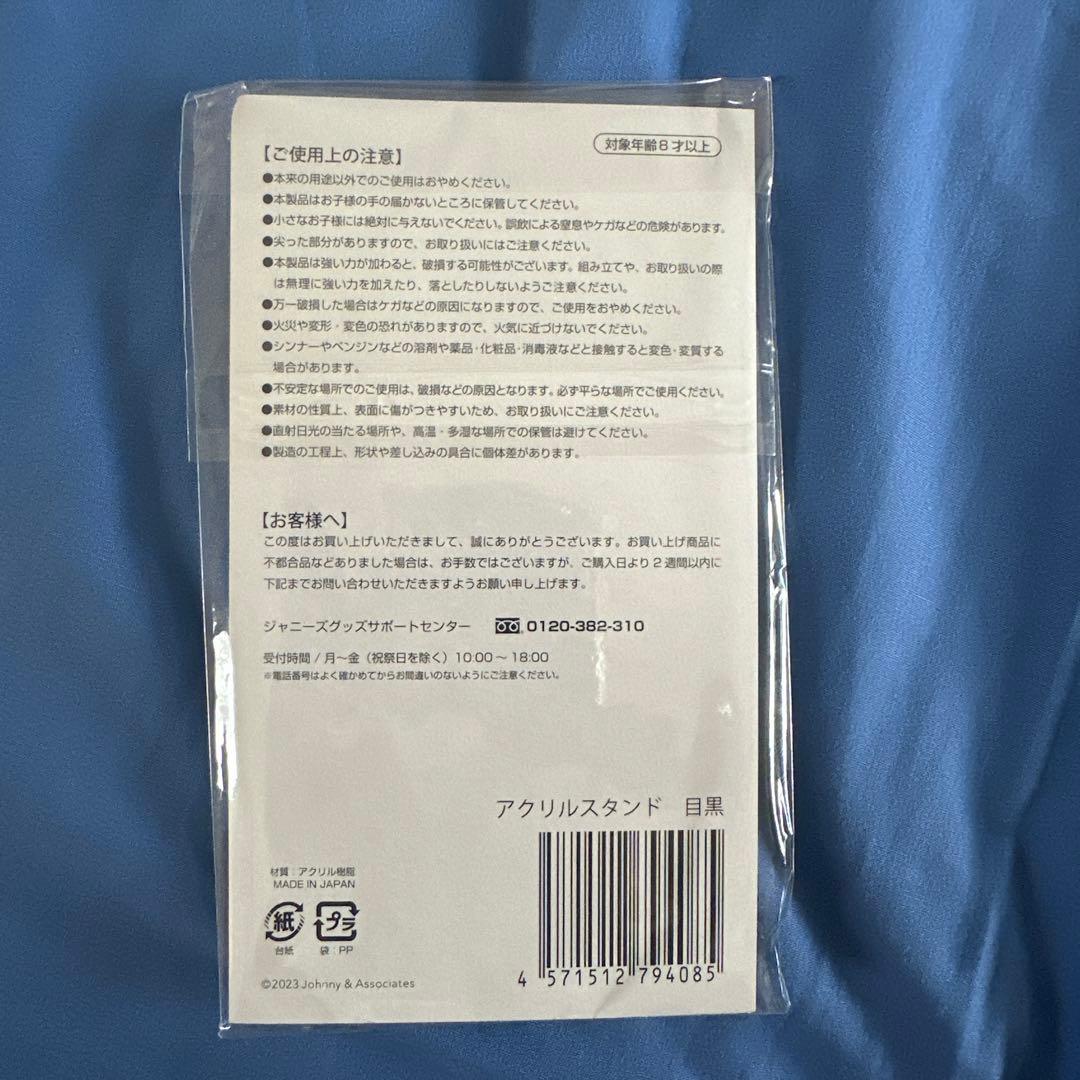 対象年齢8才以上
【ご使用上の注意】
●本来の用途以外でのご使用はおやめください。
●本製品はお子様の手の届かないところに保管してください。
●小さなお子様には絶対に与えないでください。誤飲による窒息やケガなどの危険があります。
●尖った部分がありますので、お取り扱いにはご注意ください。
●本製品は強い力が加わると、破損する可能性がございます。組み立てや、お取り扱いの際
は無理に強い力を加えたり、落としたりしないようご注意ください。
●万一破損した場合はケガなどの原因になりますので、ご使用をおやめください。
●火災や変形・変色の恐れがありますので、火気に近づけないでください。
●シンナーやベンジンなどの溶剤や薬品・化粧品・消毒液などと接触すると変色・変質する
場合があります。
●不安定な場所でのご使用は、破損などの原因となります。必ず平らな場所でご使用ください。
●素材の性質上、表面に傷がつきやすいため、お取り扱いにご注意ください。
●直射日光の当たる場所や、高温・多湿な場所での保管は避けてください。
●製造の工程上、形状や差し込みの具合に個体差があります。
【お客様へ】
この度はお買い上げいただきまして、誠にありがとうございます。お買い上げ商品に
不都合品などありました場合は、お手数ではございますが、ご購入日より2週間以内に
下記までお問い合わせいただきますようお願い申し上げます。
ジャニーズグッズサポートセンター 0120-382-310
受付時間/月～金(祝祭日を除く)10:00～18:00
※電話番号はよく確かめてからお間違いのないようにご注意ください。
アクリルスタンド 目黒
材質:アクリル樹脂
MADE IN JAPAN
紙 プラ
台紙 袋:PP
4 571512 794085
©2023 Johnny & Associates